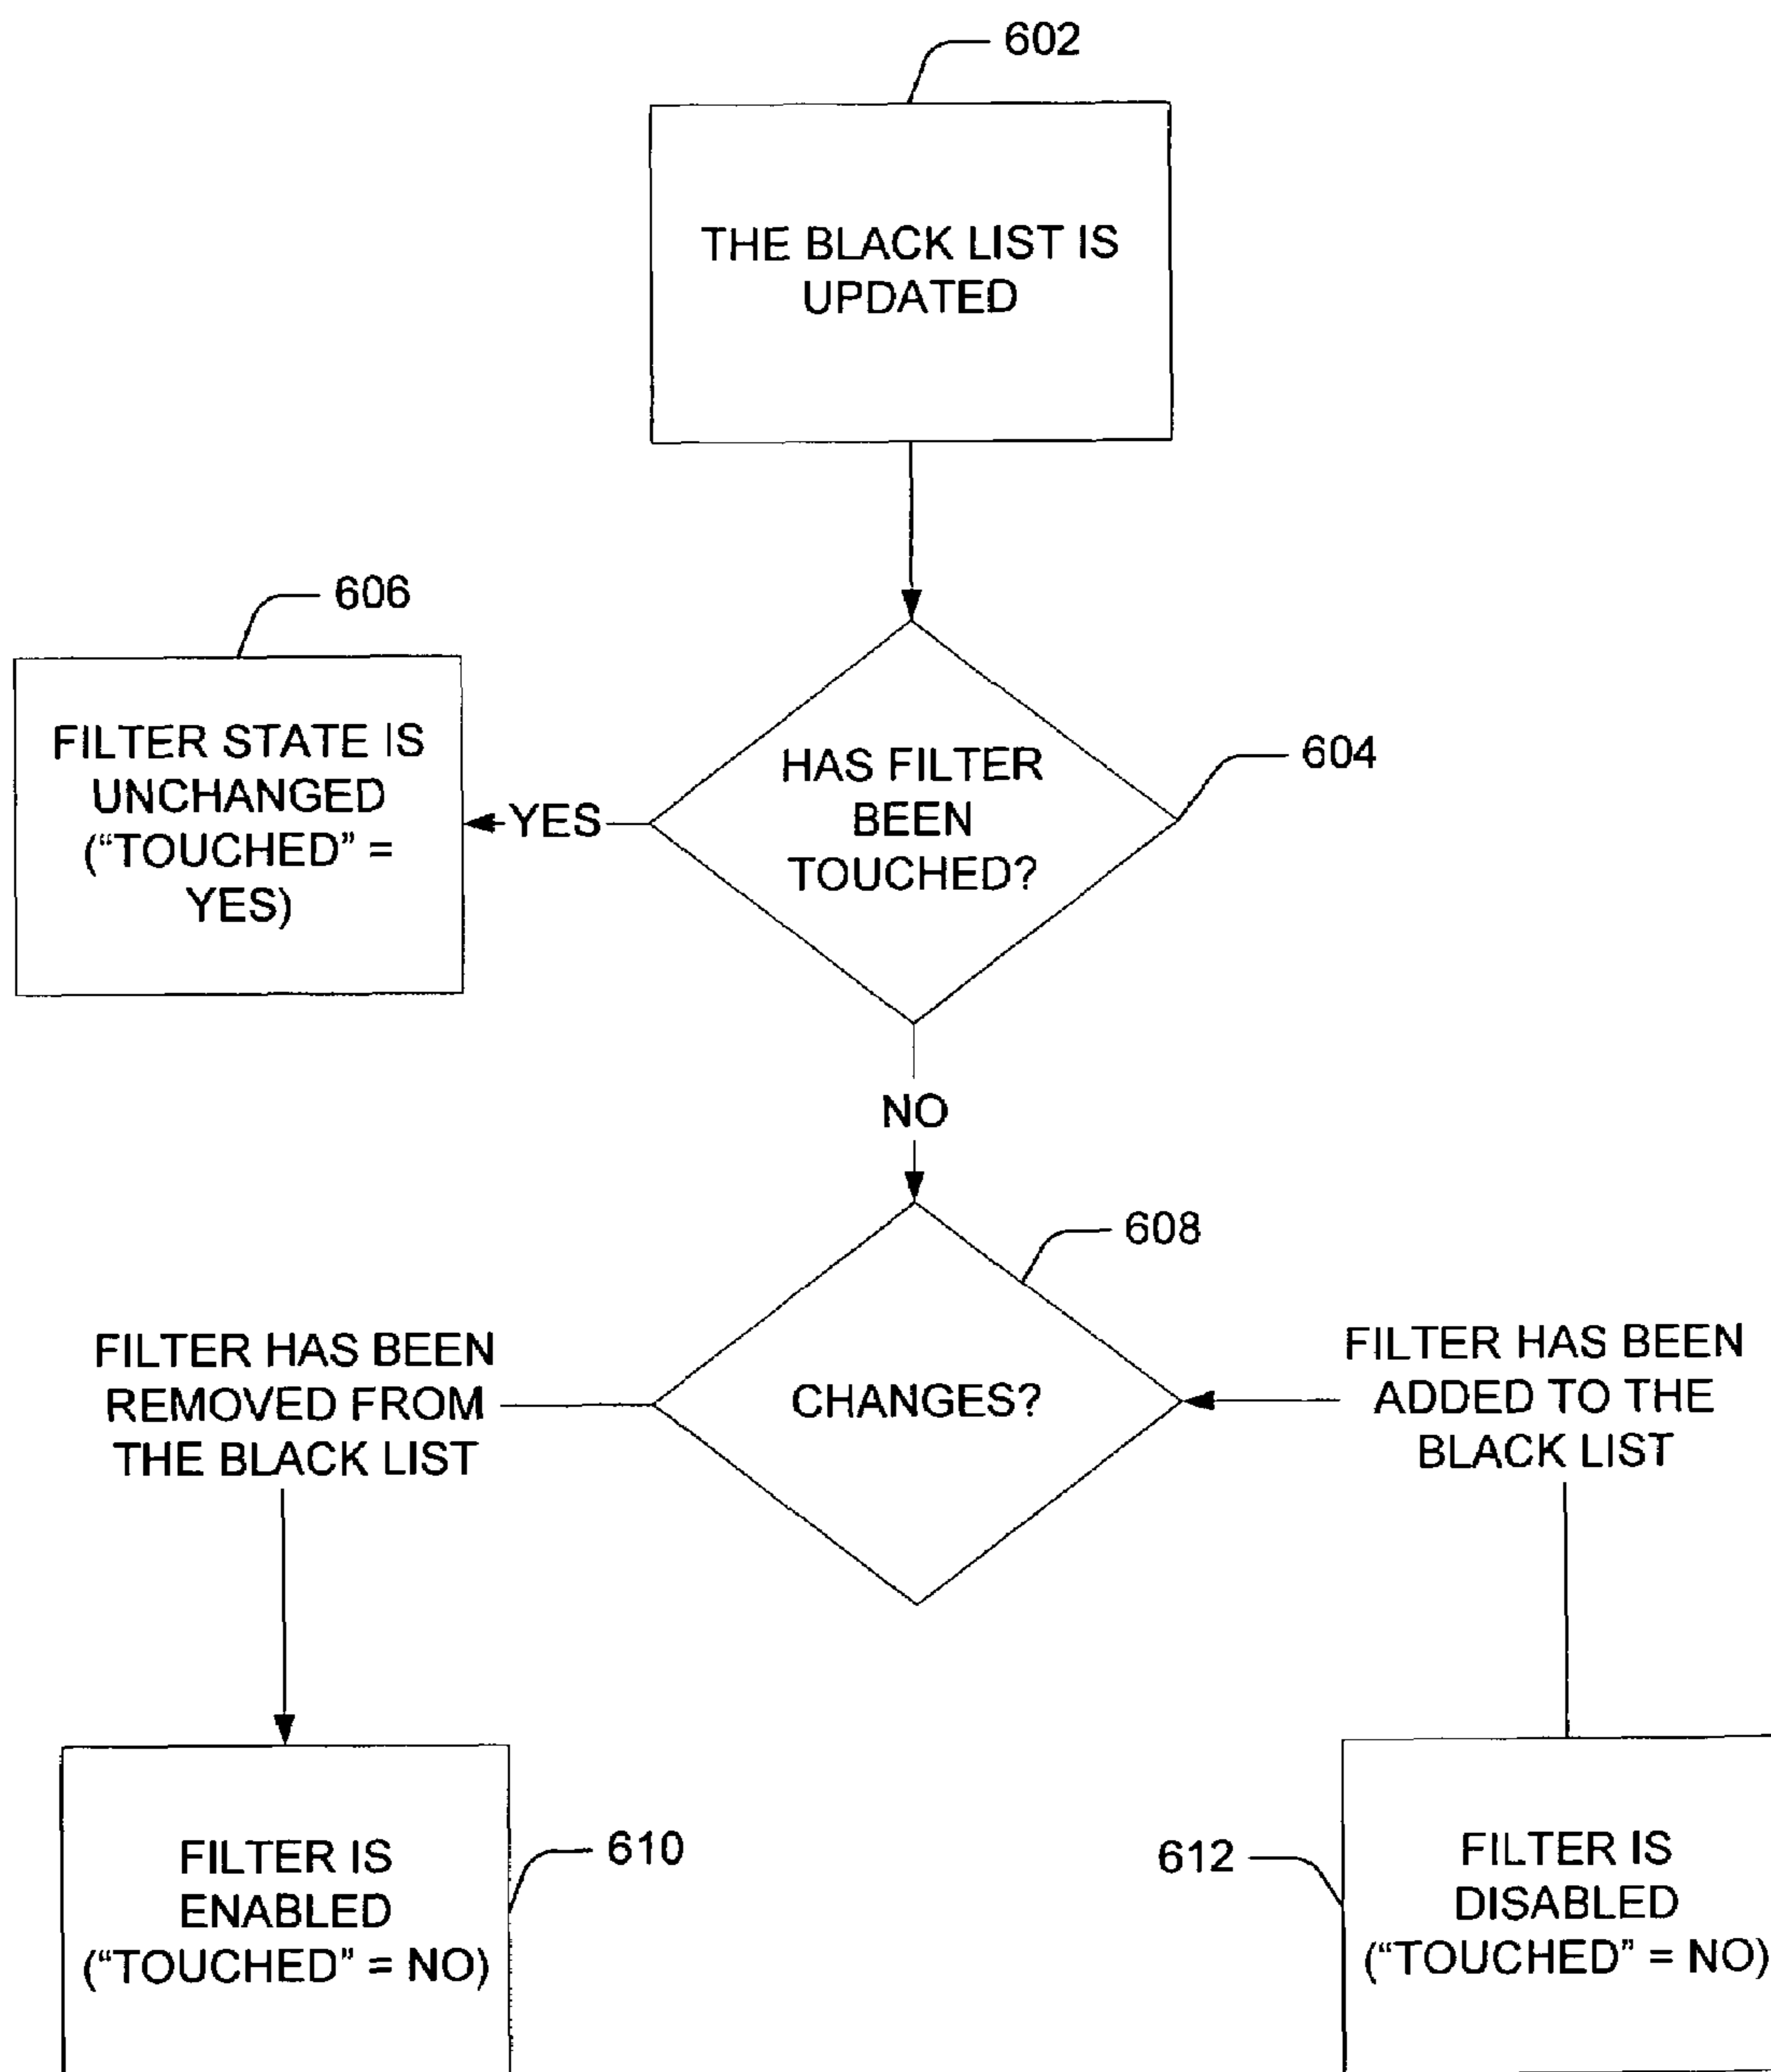 602
THE BLACK LIST IS
UPDATED
606
FILTER STATE IS
UNCHANGED
(“TOUCHED” =
YES)
YES
HAS FILTER
BEEN
TOUCHED?
604
NO
608
FILTER HAS BEEN
REMOVED FROM
THE BLACK LIST
CHANGES?
FILTER HAS BEEN
ADDED TO THE
BLACK LIST
FILTER IS
ENABLED
(“TOUCHED” = NO)
610
612
FILTER IS
DISABLED
(“TOUCHED” = NO)